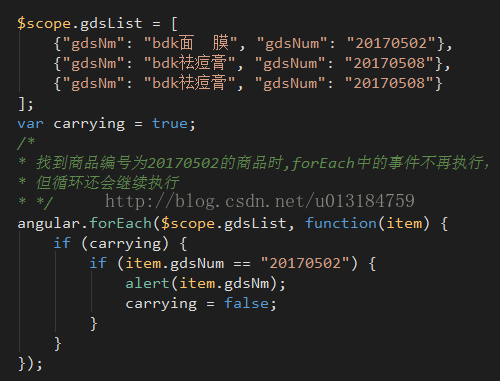 $scope.gdsList = [
    {"gdsNm": "bdk面  膜", "gdsNum": "20170502"},
    {"gdsNm": "bdk祛痘膏", "gdsNum": "20170508"},
    {"gdsNm": "bdk祛痘膏", "gdsNum": "20170508"}
];
var carrying = true;
/*
* 找到商品编号为20170502的商品时,forEach中的事件不再执行,
* 但循环还会继续执行
* */
http://blog.csdn.net/u013184759
angular.forEach($scope.gdsList, function(item) {
    if (carrying) {
        if (item.gdsNum == "20170502") {
            alert(item.gdsNm);
            carrying = false;
        }
    }
});